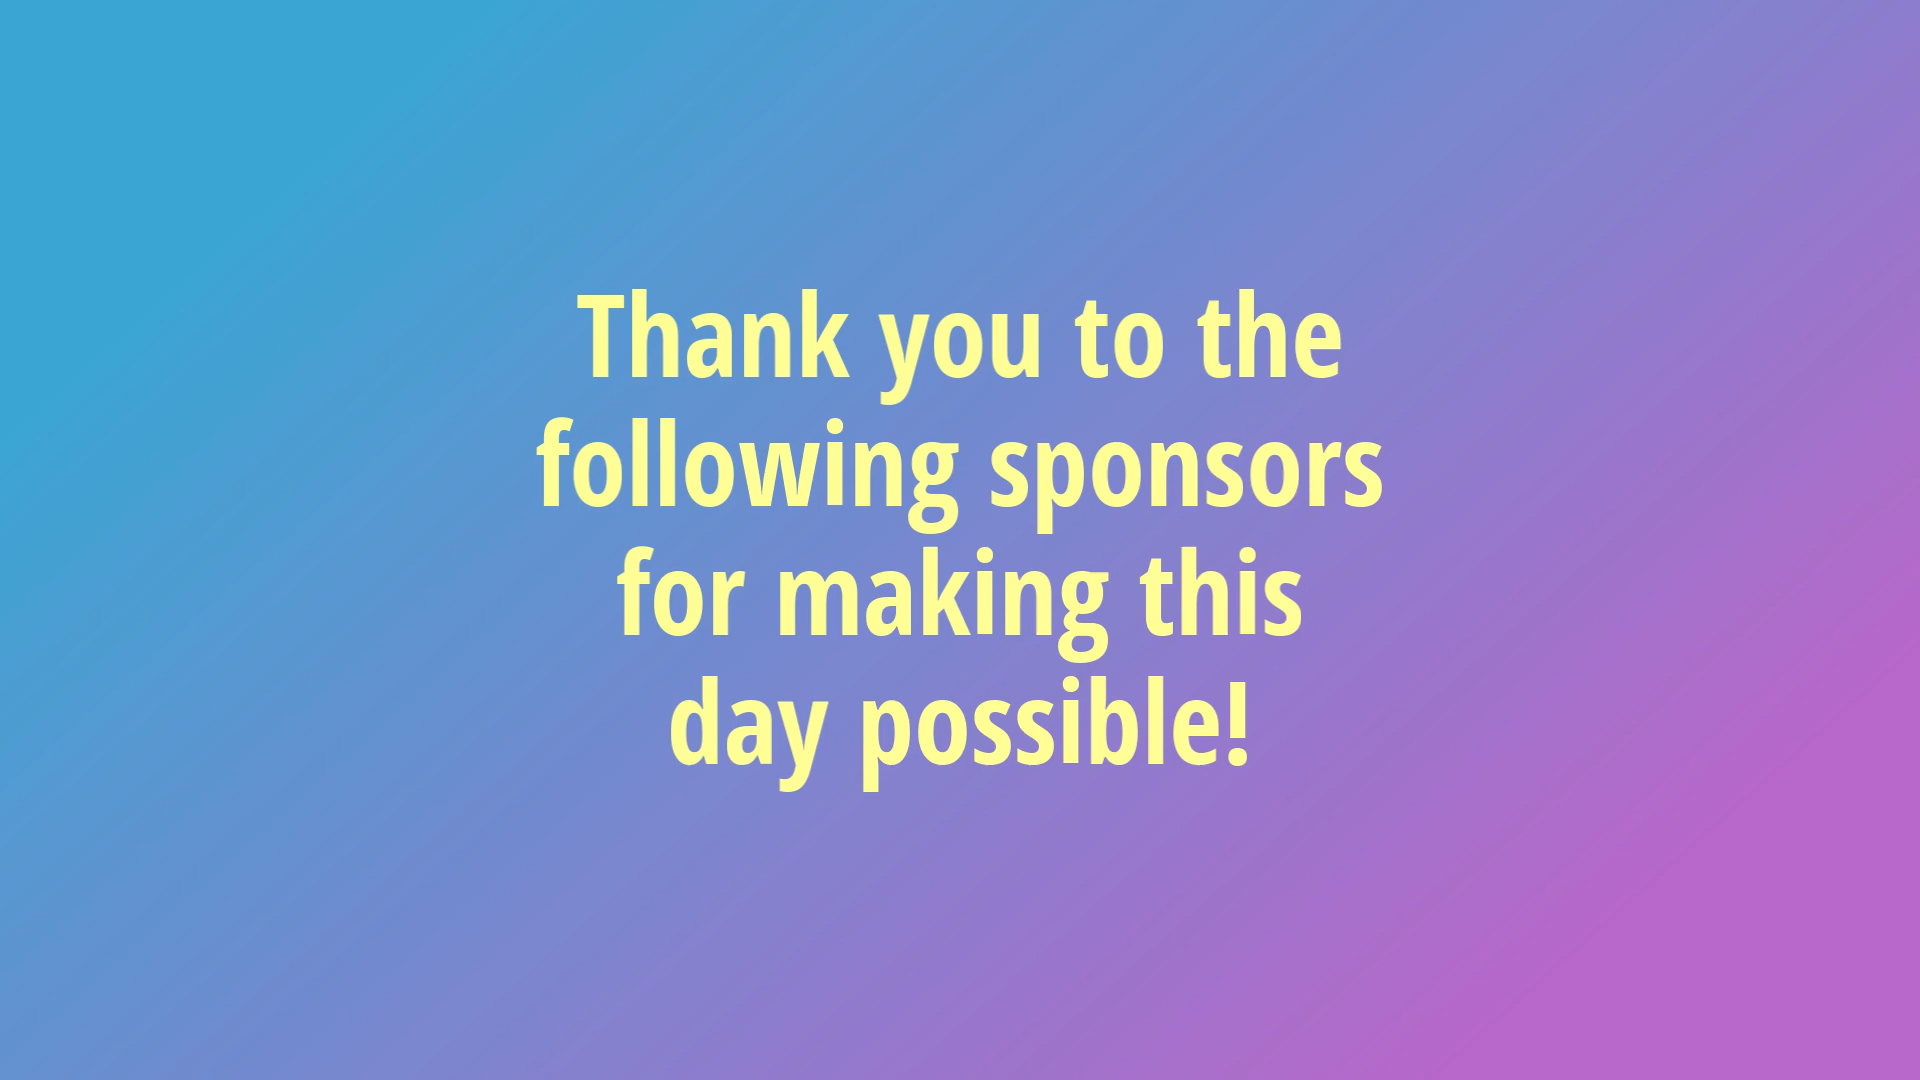 Thank you to the
following sponsors
for making this
day possible!